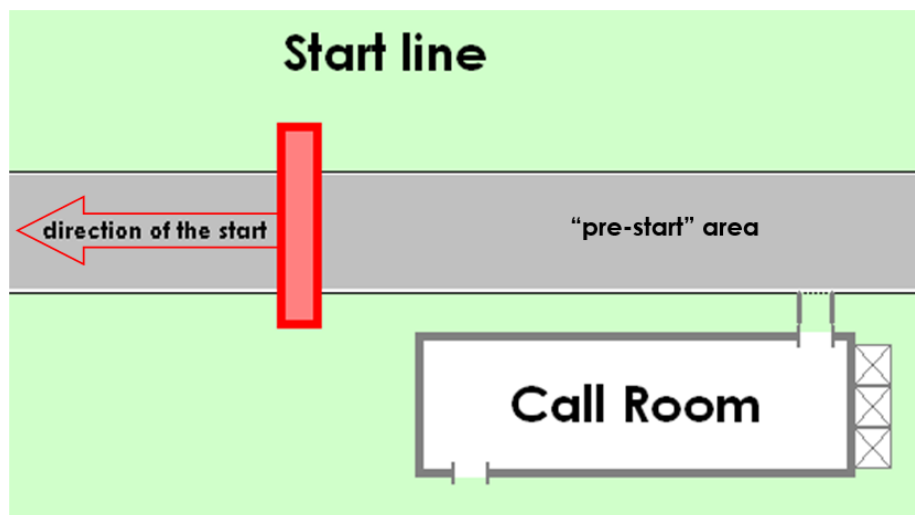 Start line
direction of the start
“pre-start” area
Call Room